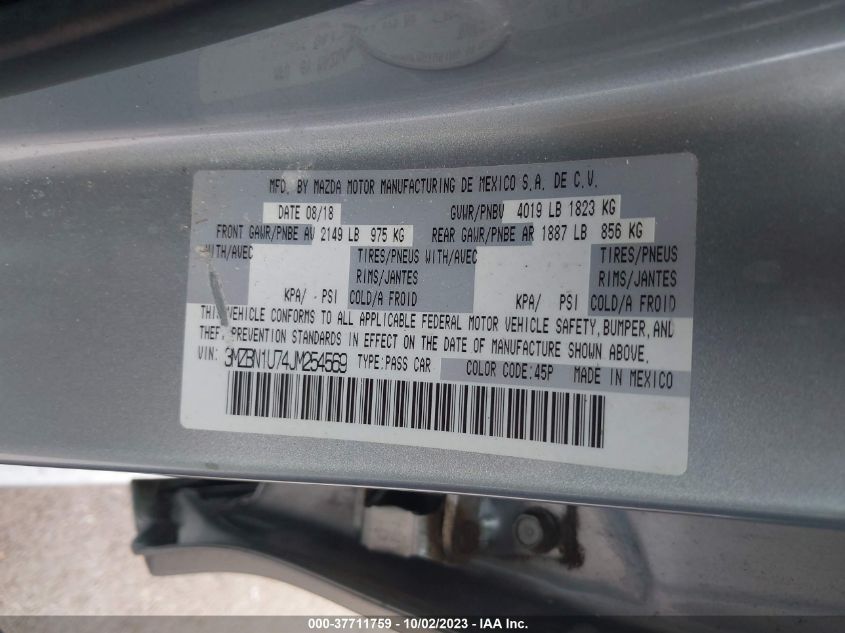 MFD. BY MAZDA MOTOR MANUFACTURING DE MEXICO S.A. DE C.V.
DATE 08/18 GVWR/PNBV 4019 LB 1823 KG
FRONT GAWR/PNBE AV 2149 LB 975 KG REAR GAWR/PNBE AR 1887 LB 856 KG
WITH/AVEC TIRES/PNEUS WITH/AVEC TIRES/PNEUS
RIMS/JANTES RIMS/JANTES
KPA/ PSI COLD/A FROID KPA/ PSI COLD/A FROID
THIS VEHICLE CONFORMS TO ALL APPLICABLE FEDERAL MOTOR VEHICLE SAFETY, BUMPER, AND
THEFT PREVENTION STANDARDS IN EFFECT ON THE DATE OF MANUFACTURE SHOWN ABOVE.
VIN: 3MZBN1U74JM254569 TYPE:PASS CAR COLOR CODE:45P MADE IN MEXICO
000-37711759 - 10/02/2023 - IAA Inc.